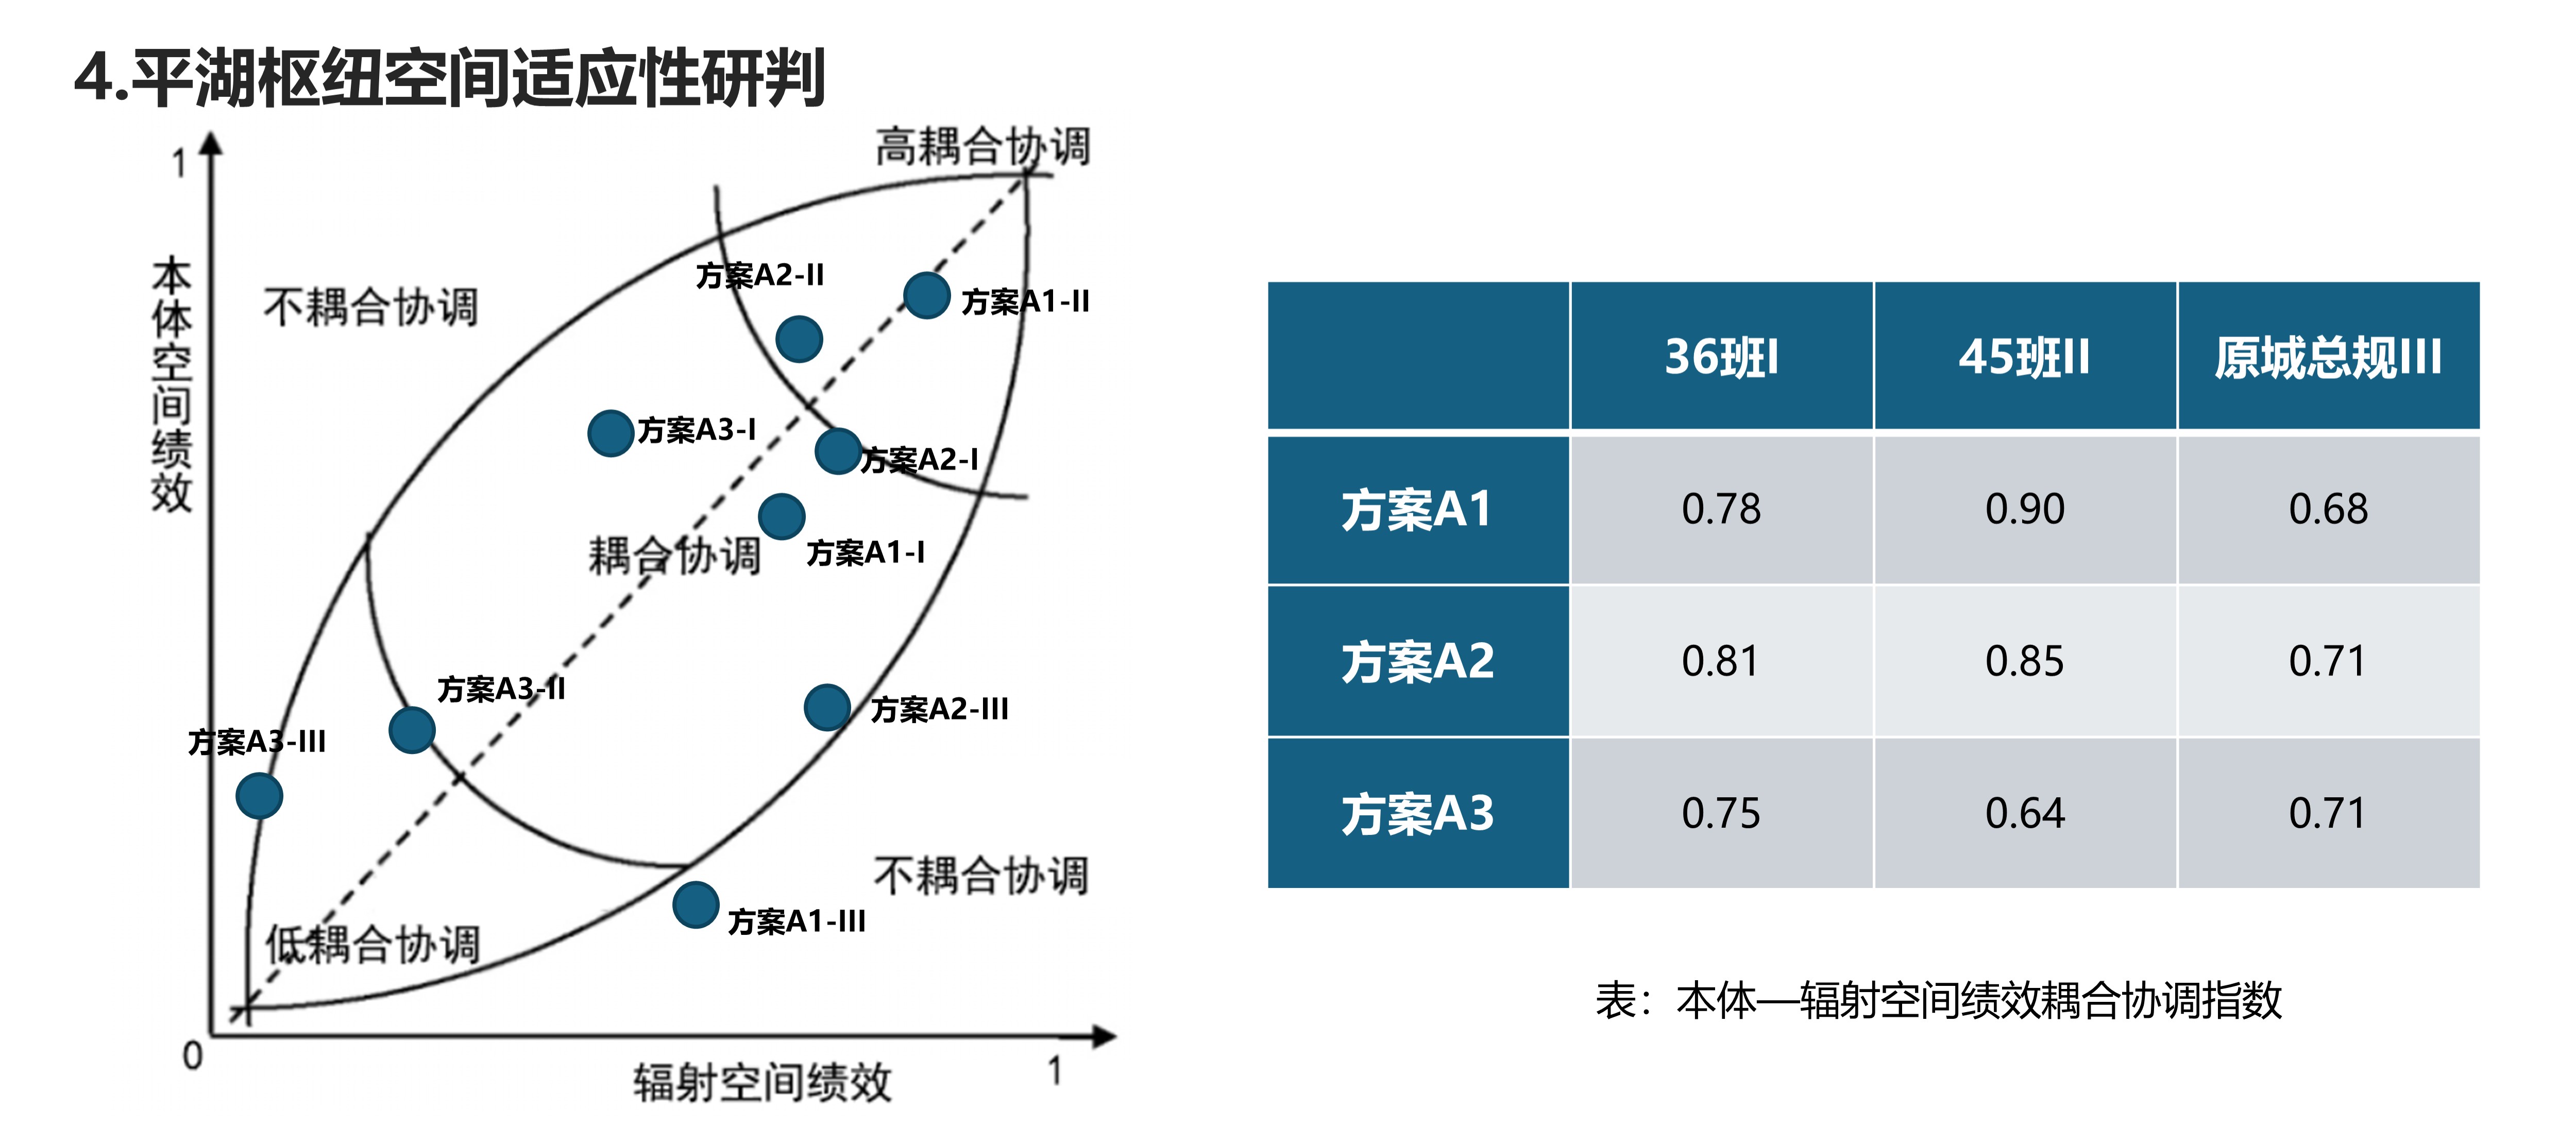 4.平湖枢纽空间适应性研判
高耦合协调
1
本体空间绩效
不耦合协调
方案A2-II
方案A1-II
方案A3-I
方案A2-I
耦合协调
方案A1-I
方案A3-II
方案A2-III
方案A3-III
不耦合协调
方案A1-III
低耦合协调
0
辐射空间绩效
1
36班I 45班II 原城总规III
方案A1 0.78 0.90 0.68
方案A2 0.81 0.85 0.71
方案A3 0.75 0.64 0.71
表：本体—辐射空间绩效耦合协调指数